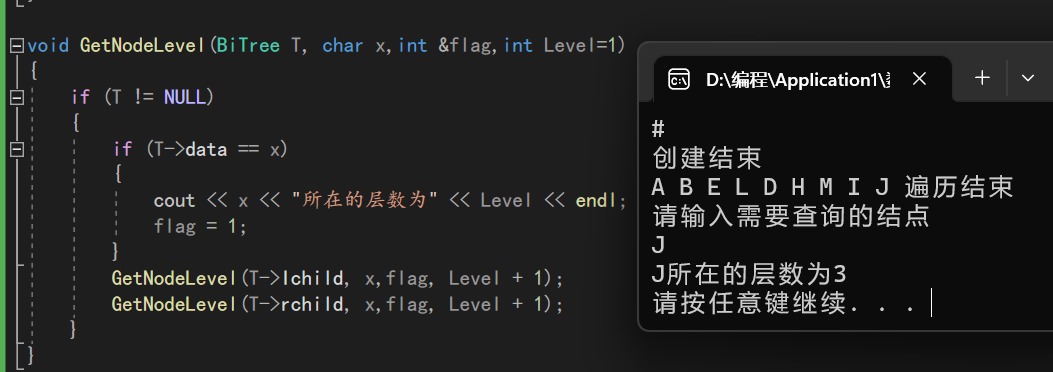 void GetNodeLevel(BiTree T, char x,int &flag,int Level=1)
{
if (T != NULL)
{
if (T->data == x)
{
cout << x << "所在的层数为" << Level << endl;
flag = 1;
}
GetNodeLevel(T->lchild, x,flag, Level + 1);
GetNodeLevel(T->rchild, x,flag, Level + 1);
}
}
D:\编程\Application1\
#
创建结束
A B E L D H M I J 遍历结束
请输入需要查询的结点
J
J所在的层数为3
请按任意键继续. . .